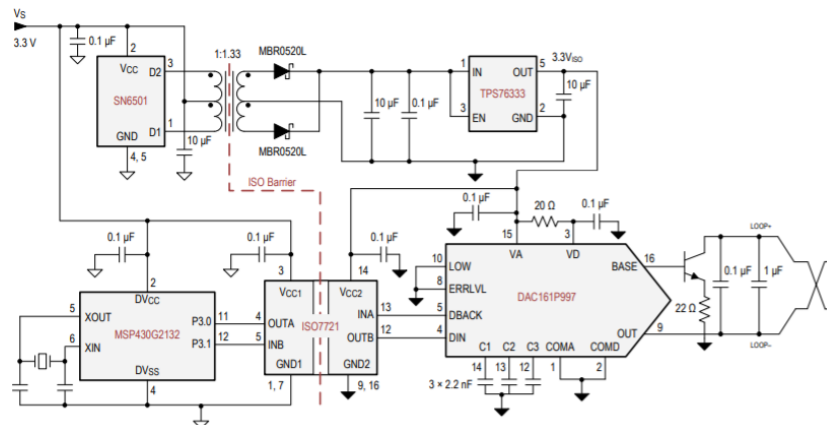 VS
3.3 V
0.1 µF
2
VCC
D2
3
SN6501
GND
D1
1
4, 5
10 µF
1:1.33
MBR0520L
MBR0520L
10 µF
0.1 µF
1
IN
OUT
5
TPS76333
3
EN
GND
2
3.3VISO
10 µF
ISO Barrier
0.1 µF
0.1 µF
2
DVCC
5
XOUT
P3.0
11
MSP430G2132
6
XIN
P3.1
12
DVSS
4
3
VCC1
4
OUTA
5
INB
GND1
1, 7
ISO7721
14
VCC2
INA
13
OUTB
12
GND2
9, 16
0.1 µF
0.1 µF
20 Ω
0.1 µF
15
3
VA
VD
10
LOW
8
ERRLVL
5
DBACK
4
DIN
DAC161P997
BASE
16
OUT
9
C1
C2
C3
COMA
COMD
14
13
12
1
2
3 × 2.2 nF
22 Ω
0.1 µF
1 µF
LOOP+
LOOP–